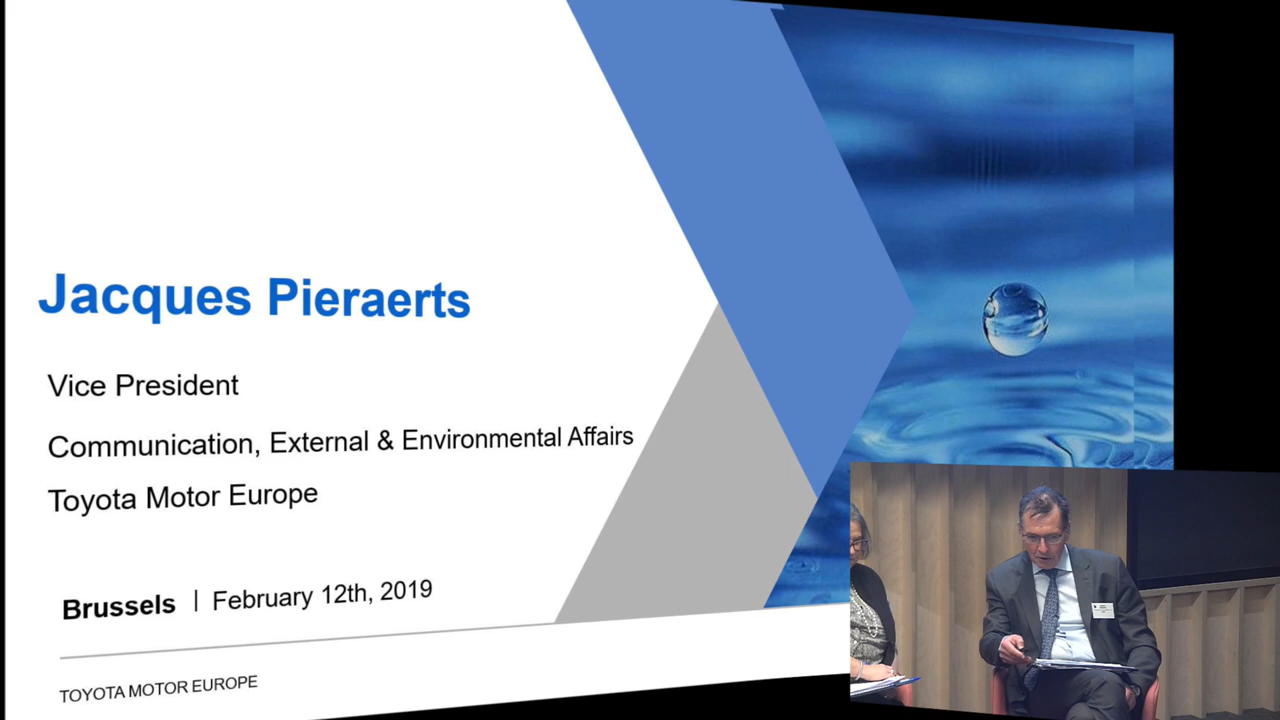 Jacques Pieraerts
Vice President
Communication, External & Environmental Affairs
Toyota Motor Europe
Brussels | February 12th, 2019
TOYOTA MOTOR EUROPE